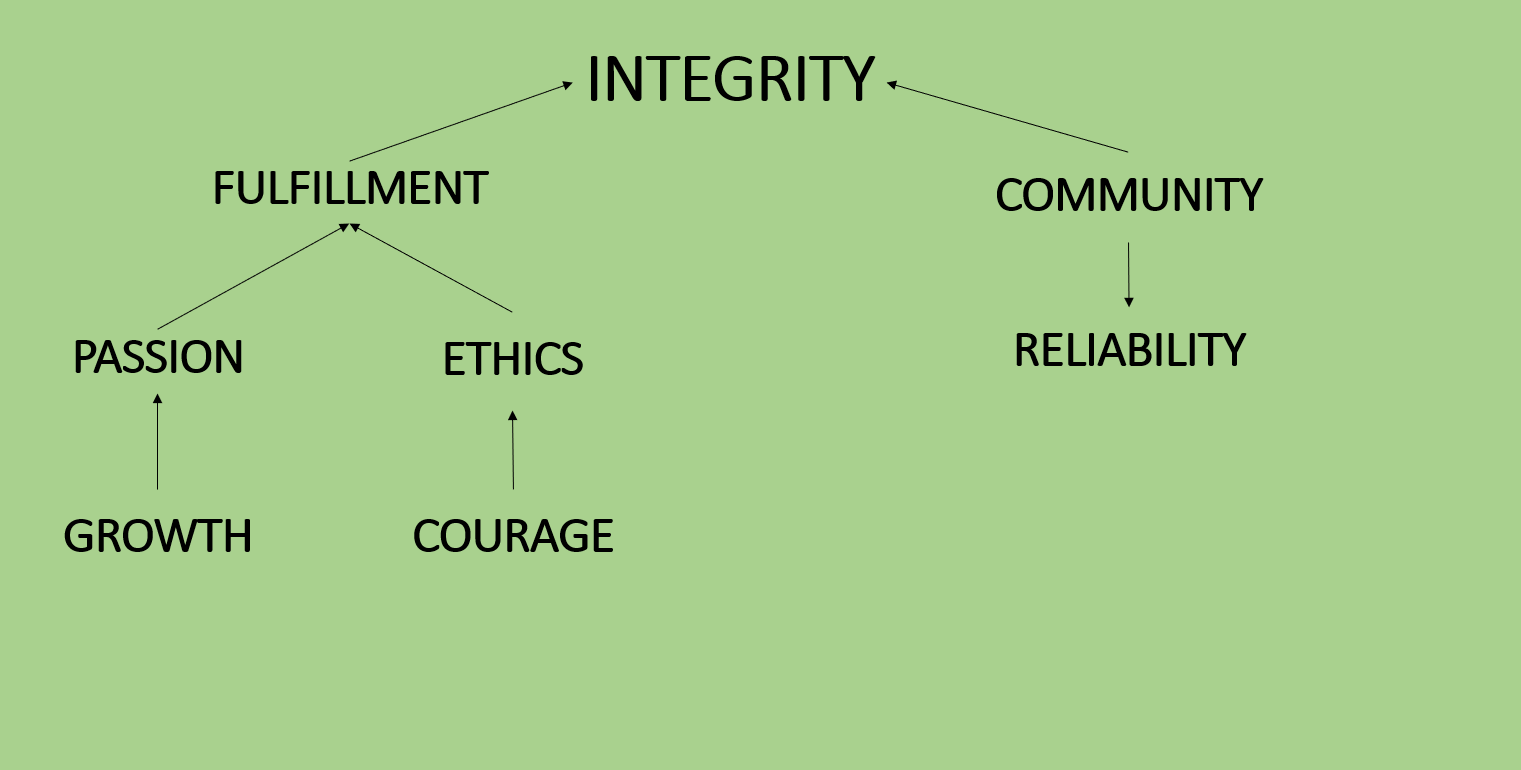 INTEGRITY
FULFILLMENT
COMMUNITY
PASSION
ETHICS
RELIABILITY
GROWTH
COURAGE